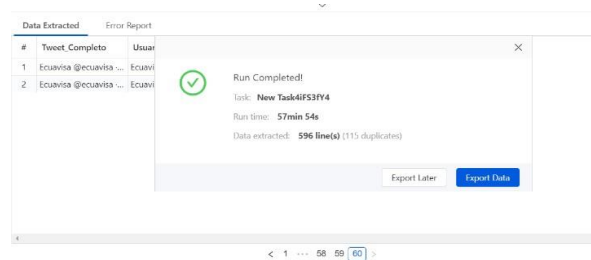 Data Extracted Error Report
# Tweet_Completo Usuar
1 Ecuavisa @ecuavisa ·... Ecuavi
2 Ecuavisa @ecuavisa ·... Ecuavi
Run Completed!
Task: New Task4iFS3fY4
Run time: 57min 54s
Data extracted: 596 line(s) (115 duplicates)
Export Later Export Data
< 1 ··· 58 59 60 >